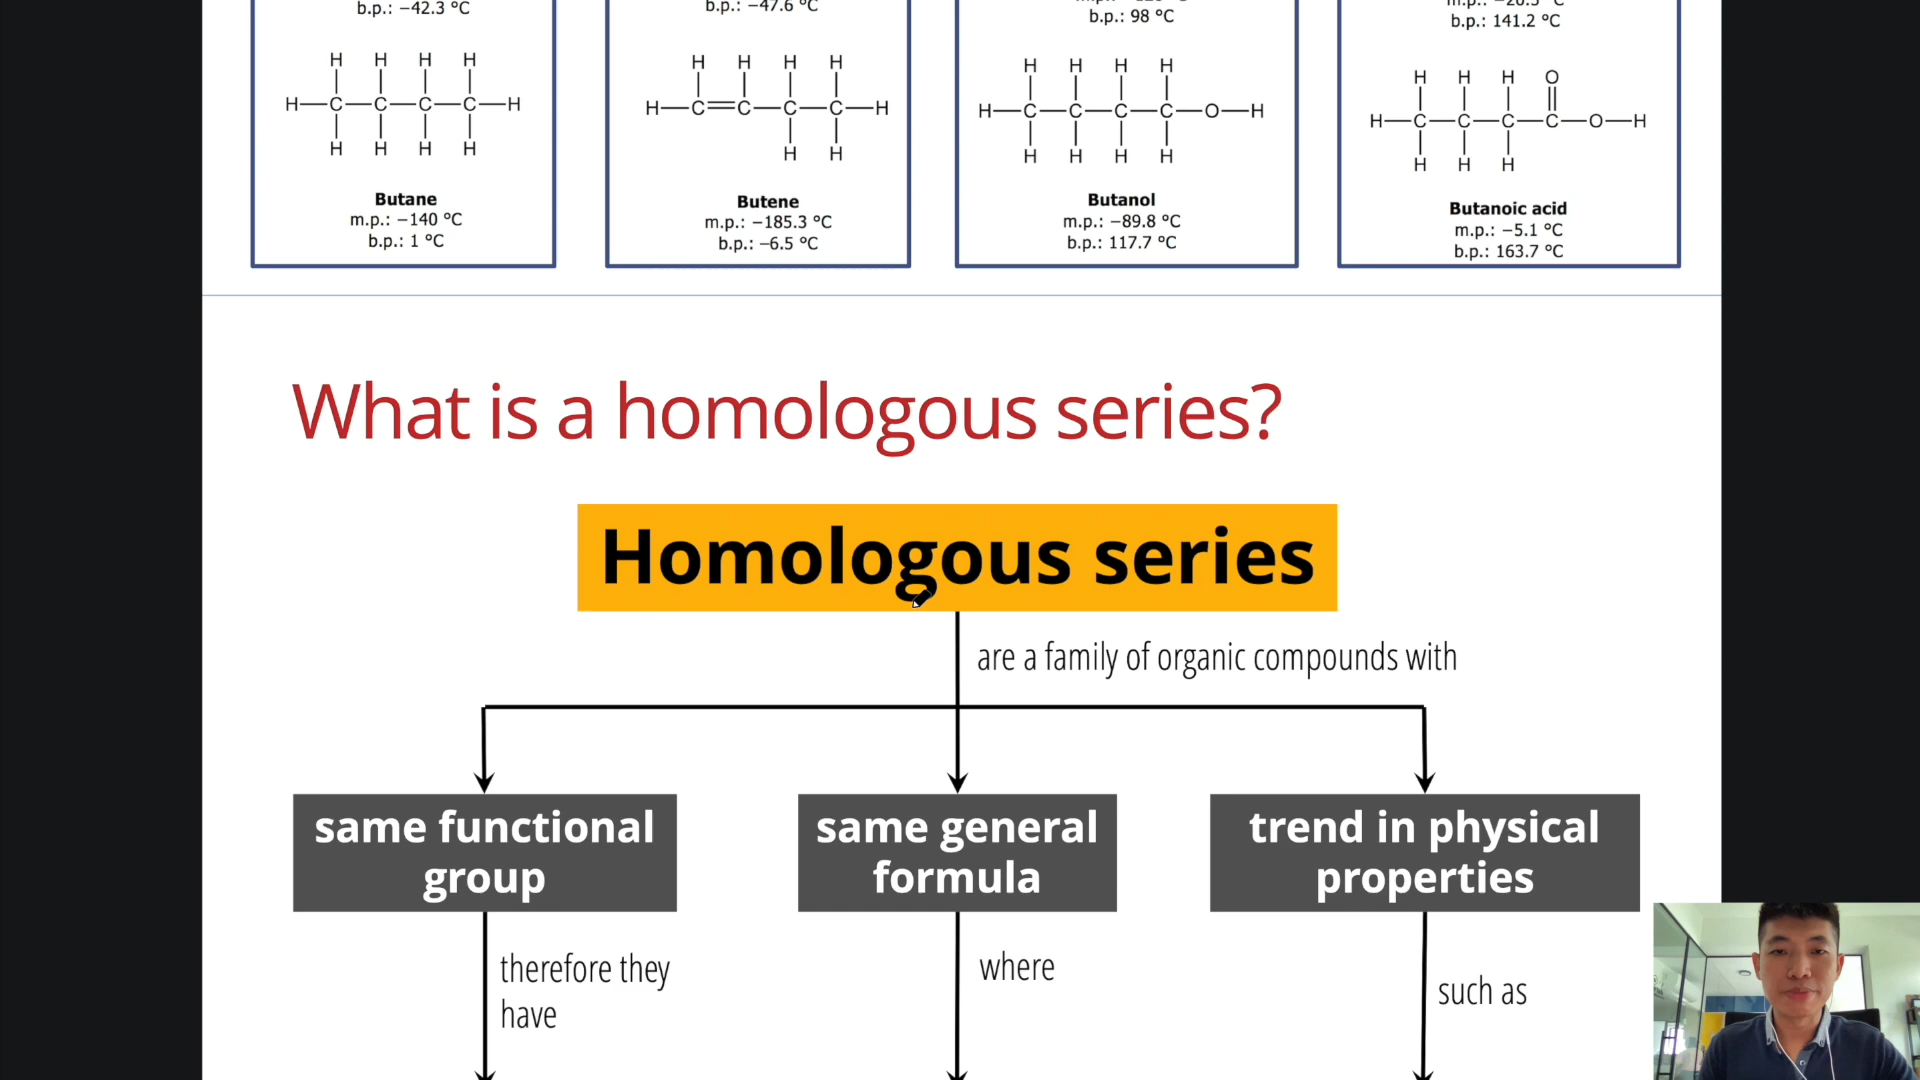 b.p.: −42.3 °C
b.p.: −47.6 °C
b.p.: 98 °C
b.p.: 141.2 °C
H H H H
H—C—C—C—C—H
H H H H
Butane
m.p.: −140 °C
b.p.: 1 °C
H H H H
H—C=C—C—C—H
H H
Butene
m.p.: −185.3 °C
b.p.: −6.5 °C
H H H H
H—C—C—C—C—O—H
H H H H
Butanol
m.p.: −89.8 °C
b.p.: 117.7 °C
H H H O
H—C—C—C—C—O—H
H H H
Butanoic acid
m.p.: −5.1 °C
b.p.: 163.7 °C
What is a homologous series?
Homologous series
are a family of organic compounds with
same functional
group
same general
formula
trend in physical
properties
therefore they
have
where
such as